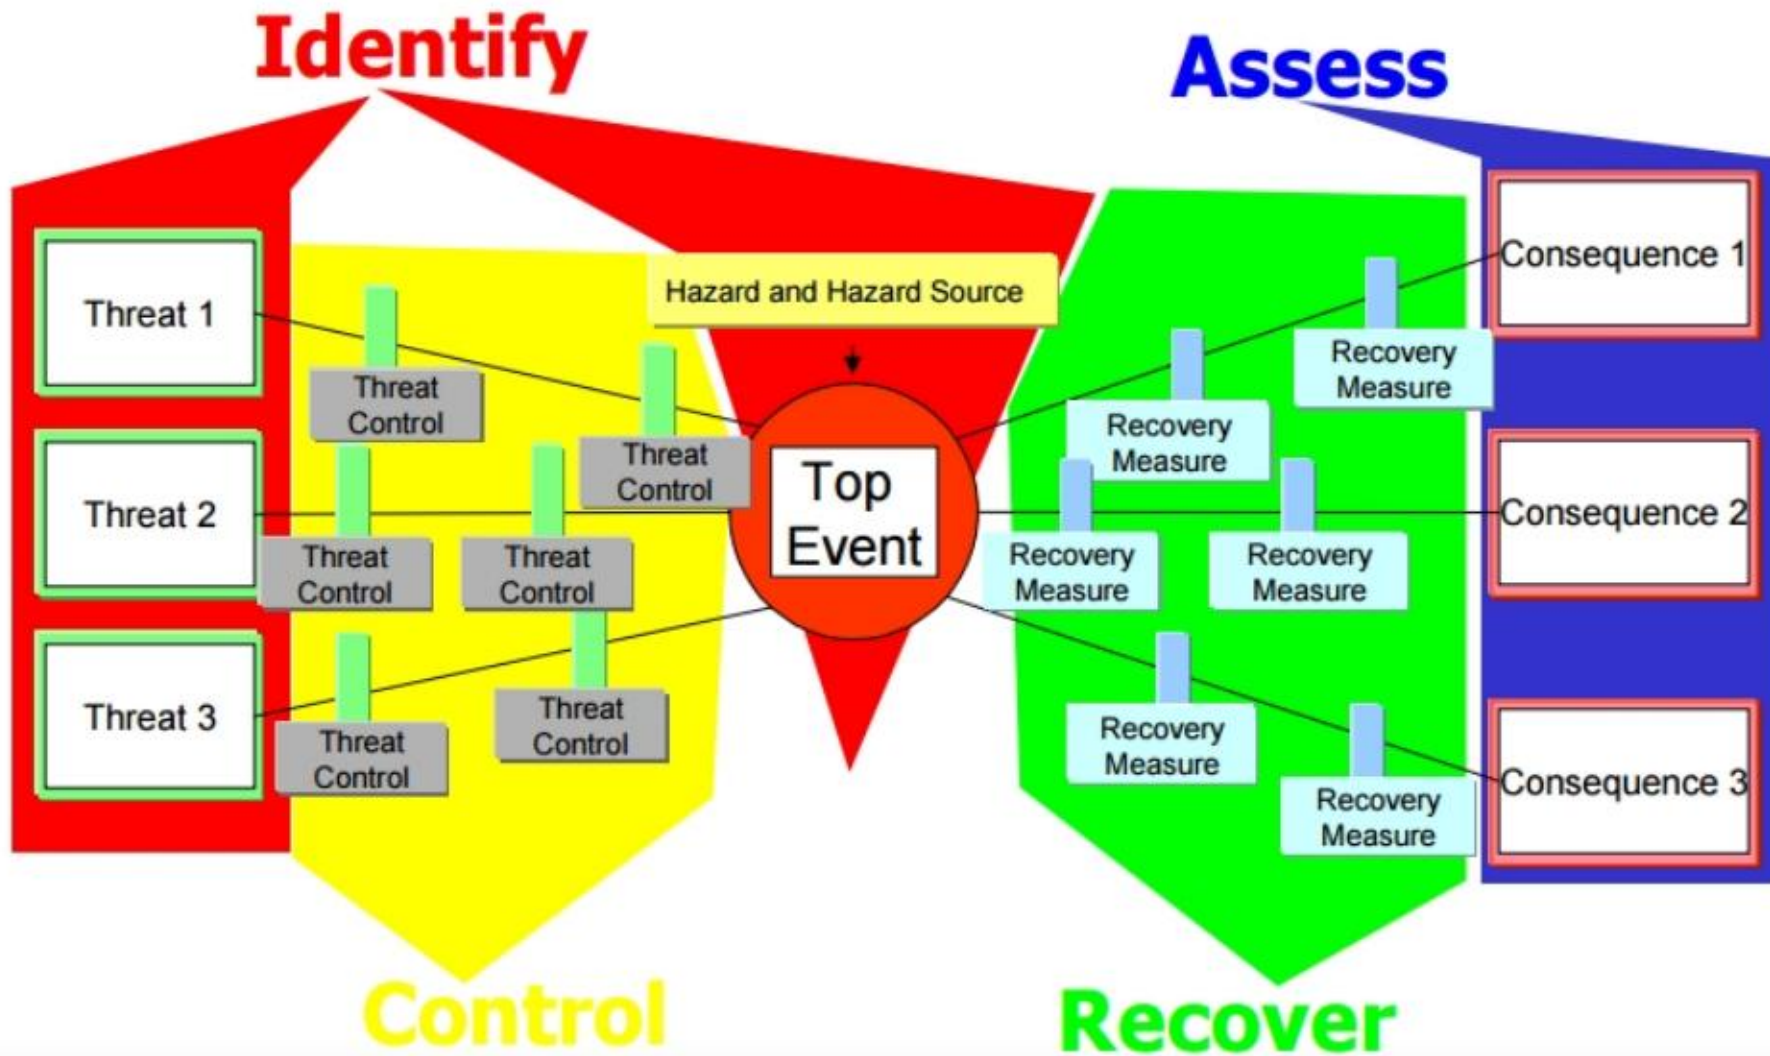 Identify
Assess
Threat 1
Threat 2
Threat 3
Threat
Control
Threat
Control
Threat
Control
Threat
Control
Threat
Control
Threat
Control
Hazard and Hazard Source
Top
Event
Recovery
Measure
Recovery
Measure
Recovery
Measure
Recovery
Measure
Recovery
Measure
Recovery
Measure
Consequence 1
Consequence 2
Consequence 3
Control
Recover